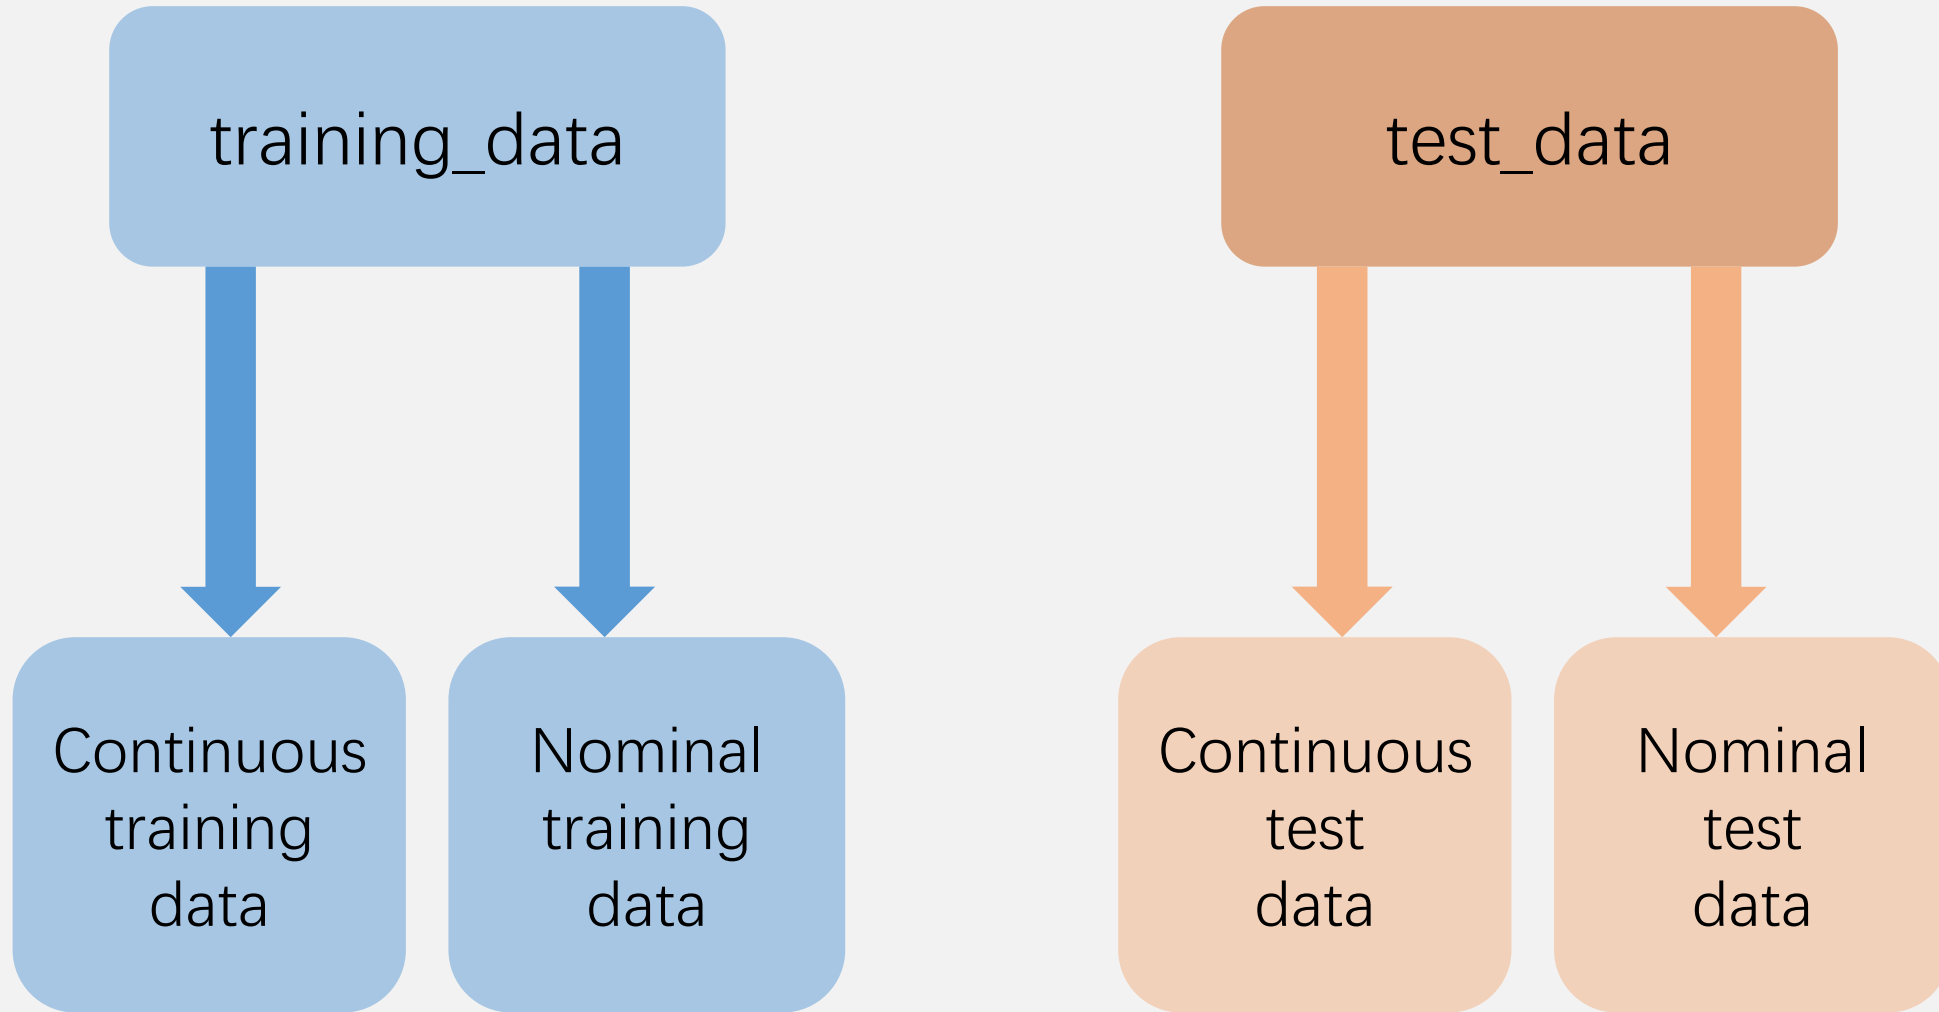 training_data
test_data
Continuous
training
data
Nominal
training
data
Continuous
test
data
Nominal
test
data